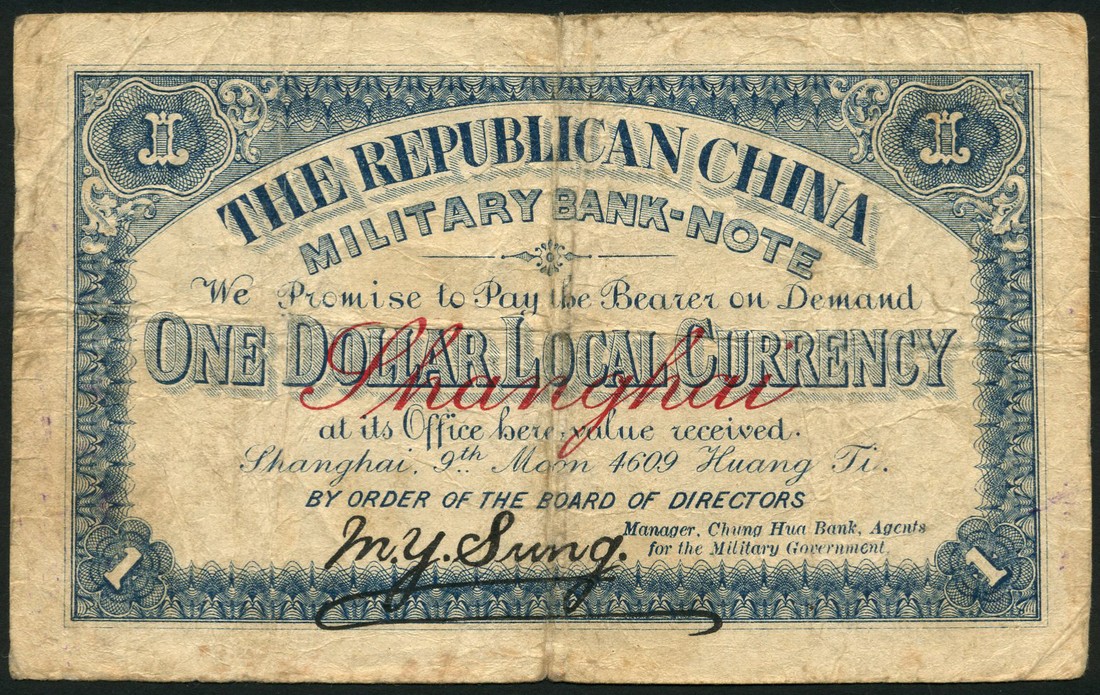 1 1
THE REPUBLICAN CHINA
MILITARY BANK-NOTE
We Promise to Pay the Bearer on Demand
ONE DOLLAR LOCAL CURRENCY
Shanghai
at its Office here, value received.
Shanghai, 9th Moon 4609 Huang Ti.
BY ORDER OF THE BOARD OF DIRECTORS
M.Y. Sung.
Manager, Chung Hua Bank, Agents
for the Military Government.
1 1